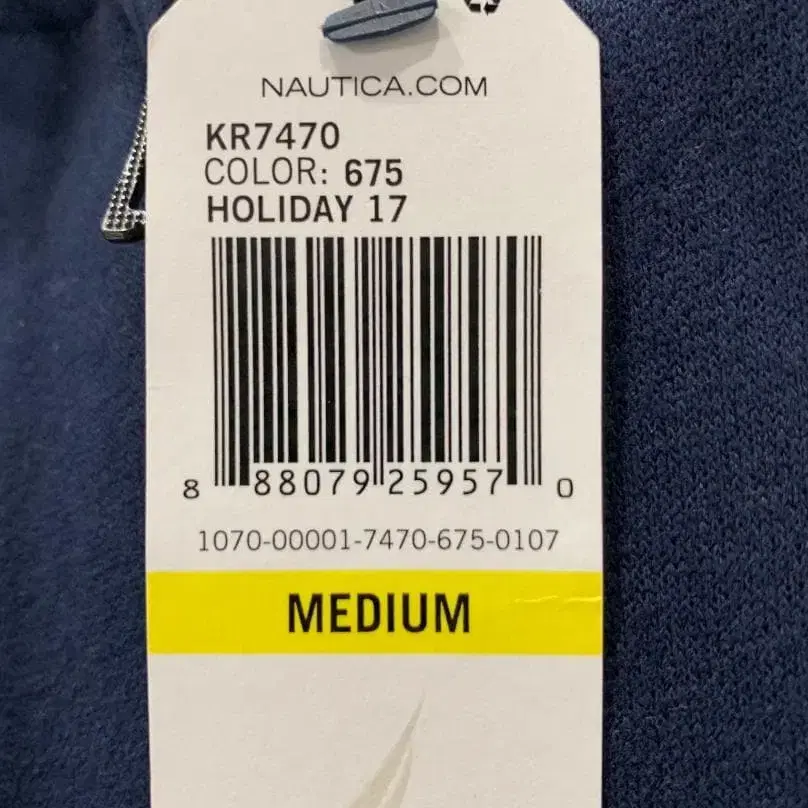 NAUTICA.COM
KR7470
COLOR: 675
HOLIDAY 17
8 88079 25957 0
1070-00001-7470-675-0107
MEDIUM